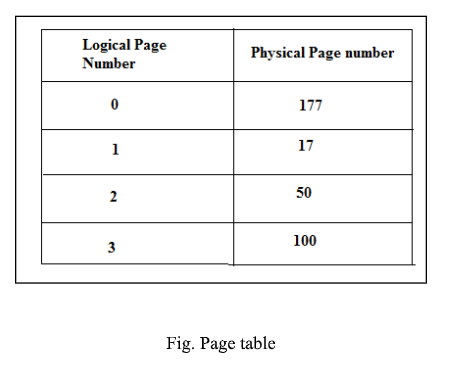 Logical Page
Number
Physical Page number
0
177
1
17
2
50
3
100
Fig. Page table